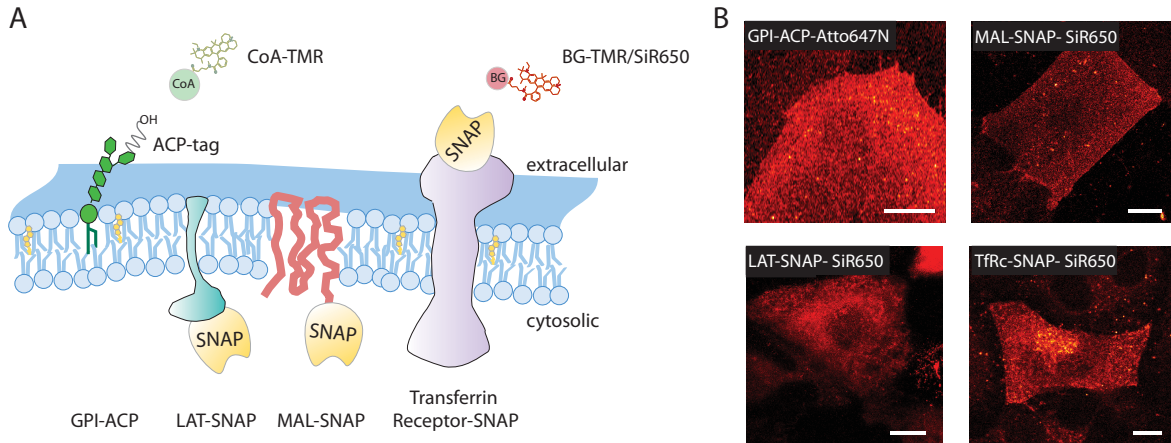 A
CoA-TMR
CoA
BG-TMR/SiR650
BG
OH
ACP-tag
SNAP
extracellular
SNAP
SNAP
cytosolic
GPI-ACP
LAT-SNAP
MAL-SNAP
Transferrin
Receptor-SNAP
B
GPI-ACP-Atto647N
MAL-SNAP- SiR650
LAT-SNAP- SiR650
TfRc-SNAP- SiR650